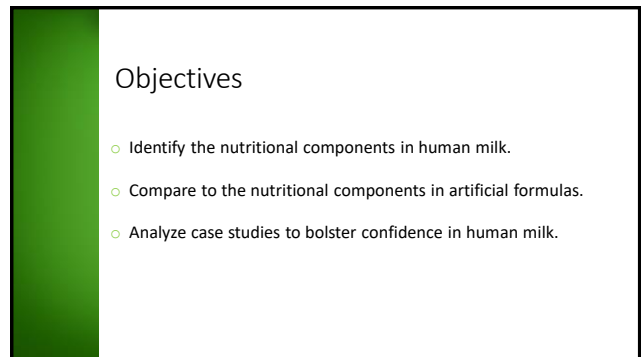 Objectives
○ Identify the nutritional components in human milk.
○ Compare to the nutritional components in artificial formulas.
○ Analyze case studies to bolster confidence in human milk.